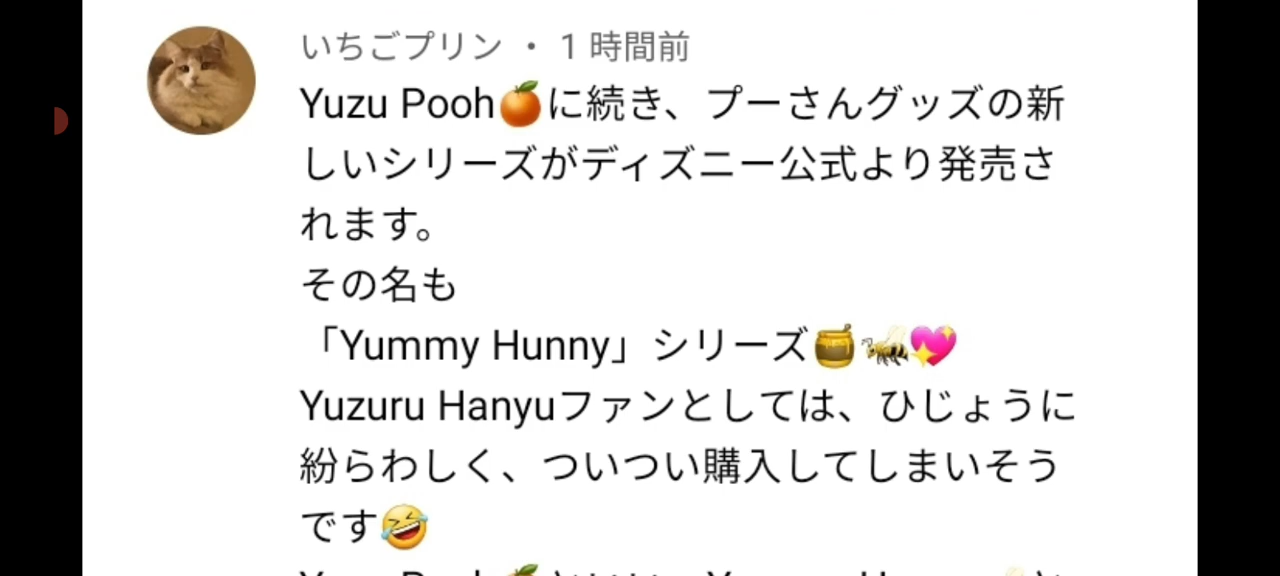 いちごプリン ・ 1 時間前
Yuzu Pooh🍊に続き、プーさんグッズの新
しいシリーズがディズニー公式より発売さ
れます。
その名も
「Yummy Hunny」シリーズ🍯🐝💖
Yuzuru Hanyuファンとしては、ひじょうに
紛らわしく、ついつい購入してしまいそう
です🤣